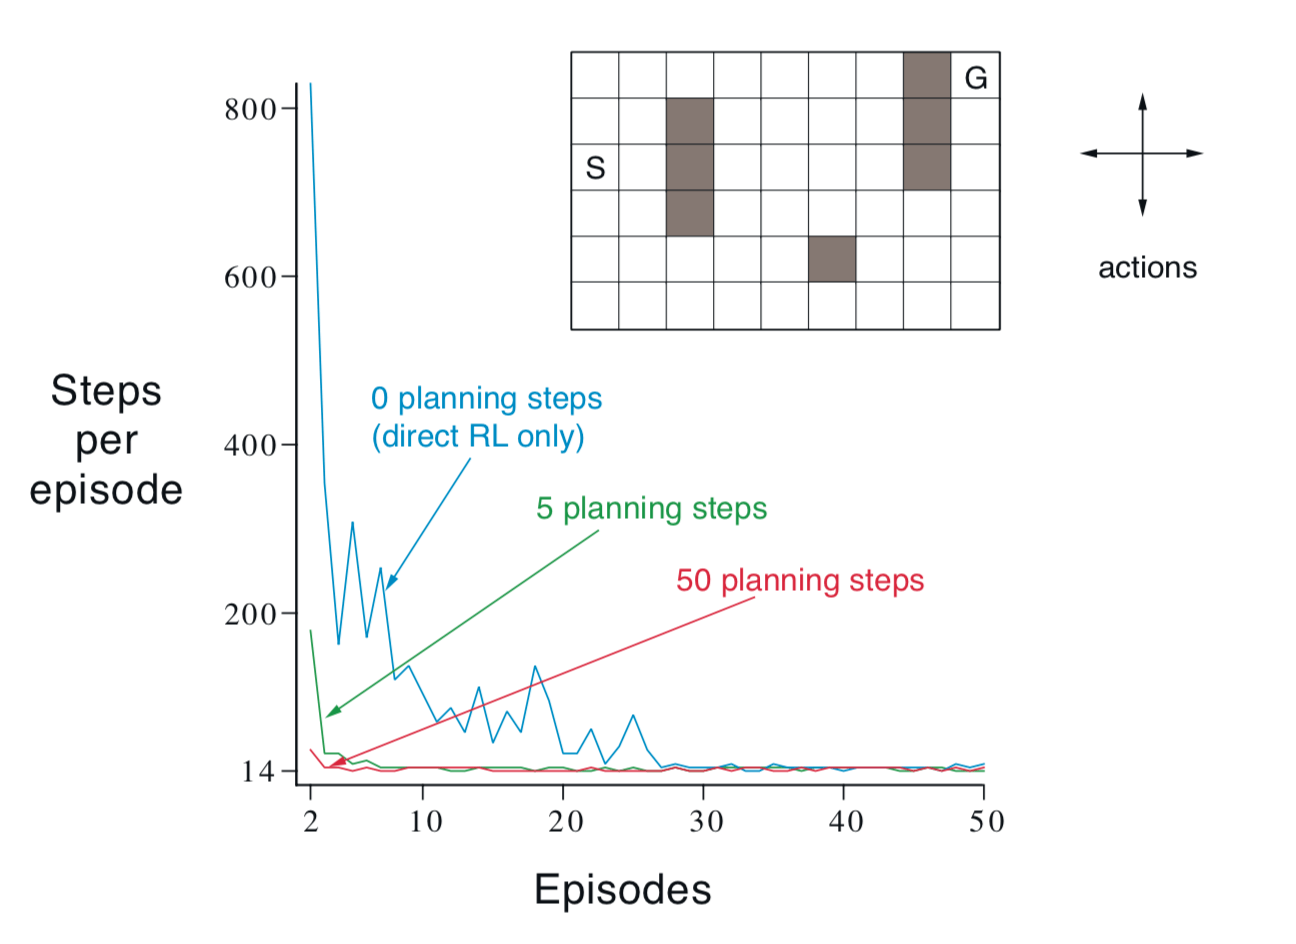 G
S
actions
800
600
400
200
14
Steps
per
episode
0 planning steps
(direct RL only)
5 planning steps
50 planning steps
2 10 20 30 40 50
Episodes